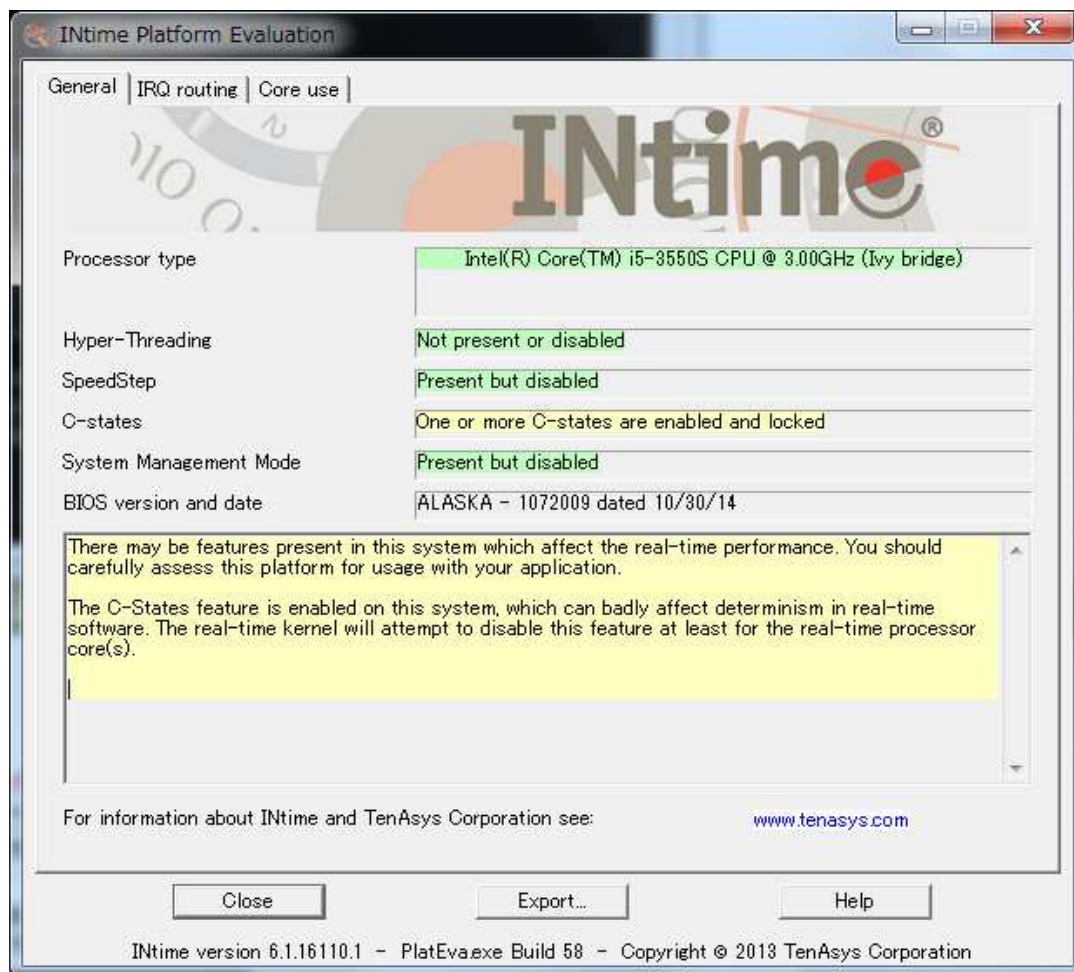 INtime Platform Evaluation
General IRQ routing Core use
INtime®
Processor type Intel(R) Core(TM) i5-3550S CPU @ 3.00GHz (Ivy bridge)
Hyper-Threading Not present or disabled
SpeedStep Present but disabled
C-states One or more C-states are enabled and locked
System Management Mode Present but disabled
BIOS version and date ALASKA - 1072009 dated 10/30/14
There may be features present in this system which affect the real-time performance. You should
carefully assess this platform for usage with your application.
The C-States feature is enabled on this system, which can badly affect determinism in real-time
software. The real-time kernel will attempt to disable this feature at least for the real-time processor
core(s).
For information about INtime and TenAsys Corporation see: www.tenasys.com
Close Export... Help
INtime version 6.1.16110.1 - PlatEva.exe Build 58 - Copyright © 2013 TenAsys Corporation